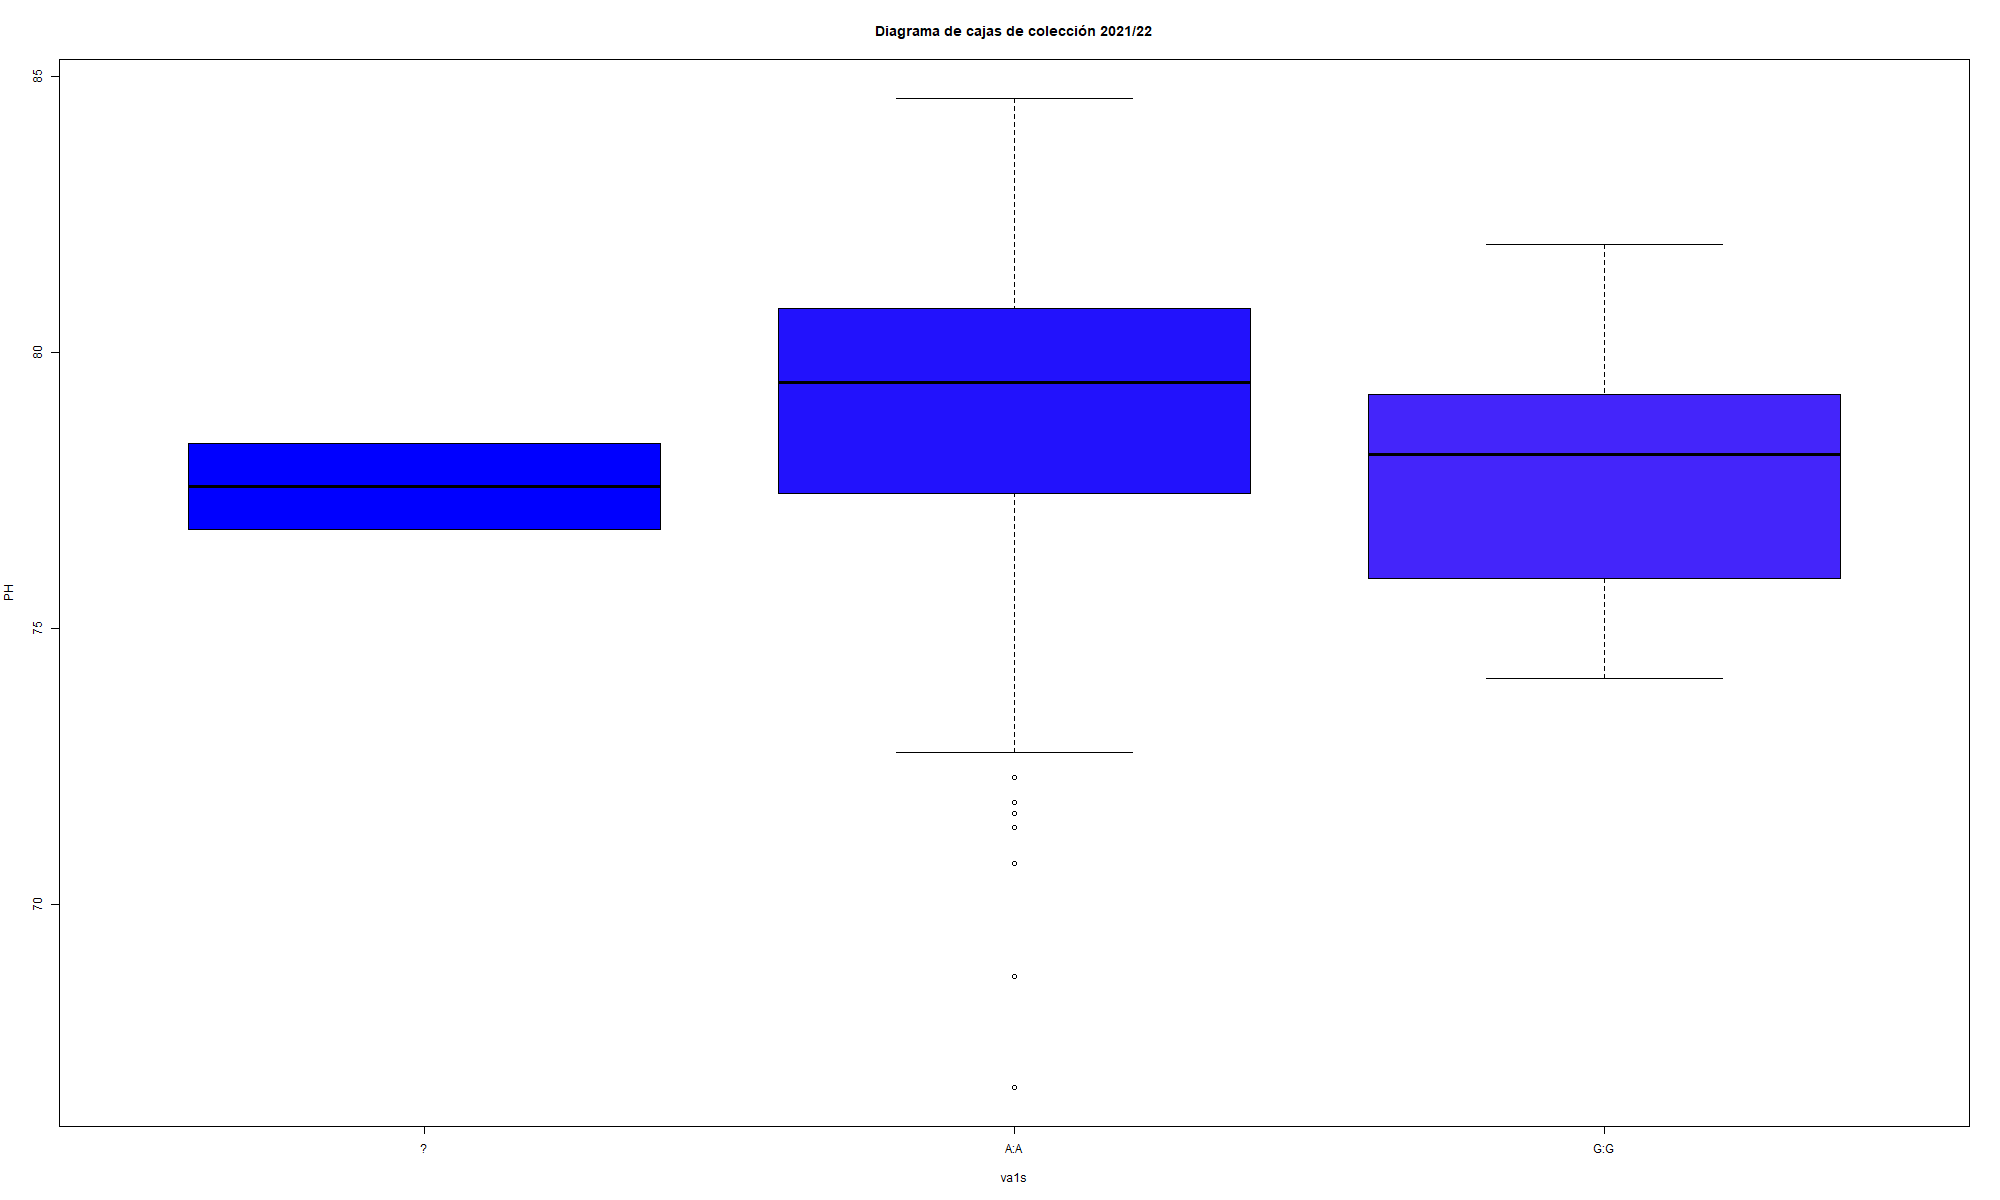 Diagrama de cajas de colección 2021/22
85
80
75
70
PH
?
A:A
G:G
va1s